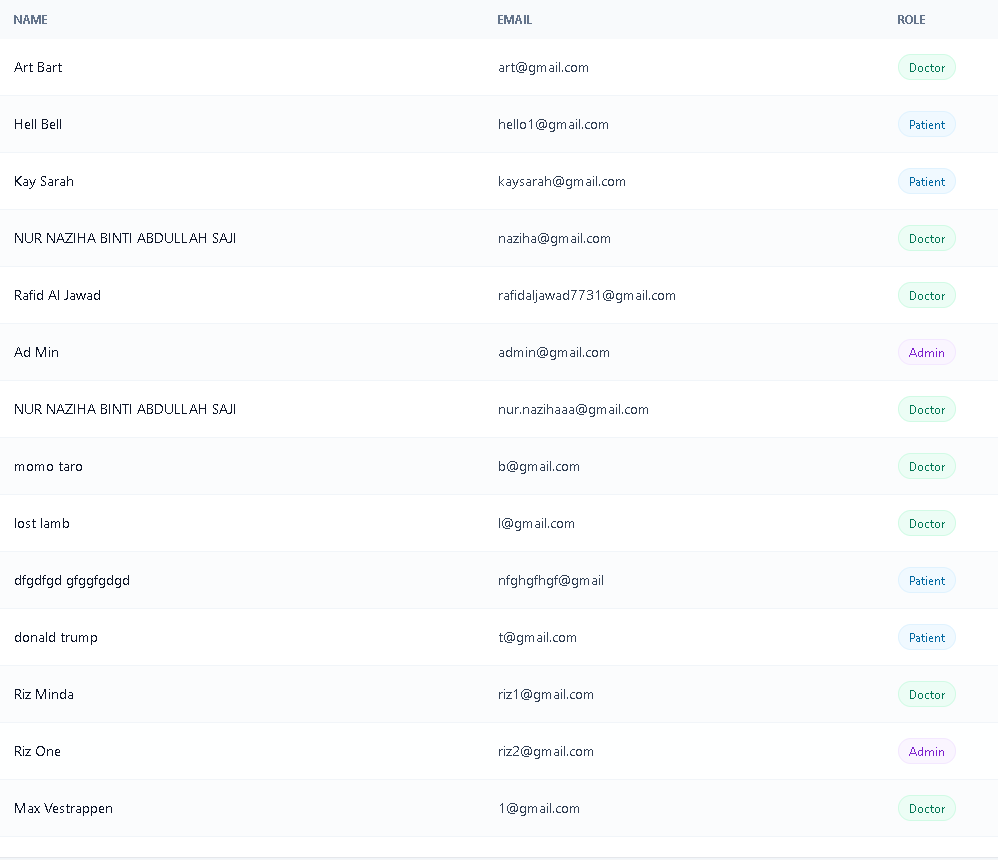 NAME EMAIL ROLE
Art Bart art@gmail.com Doctor
Hell Bell hello1@gmail.com Patient
Kay Sarah kaysarah@gmail.com Patient
NUR NAZIHA BINTI ABDULLAH SAJI naziha@gmail.com Doctor
Rafid Al Jawad rafidaljawad7731@gmail.com Doctor
Ad Min admin@gmail.com Admin
NUR NAZIHA BINTI ABDULLAH SAJI nur.nazihaaa@gmail.com Doctor
momo taro b@gmail.com Doctor
lost lamb l@gmail.com Doctor
dfgdfgd gfggfgdgd nfghgfhgf@gmail Patient
donald trump t@gmail.com Patient
Riz Minda riz1@gmail.com Doctor
Riz One riz2@gmail.com Admin
Max Vestrappen 1@gmail.com Doctor